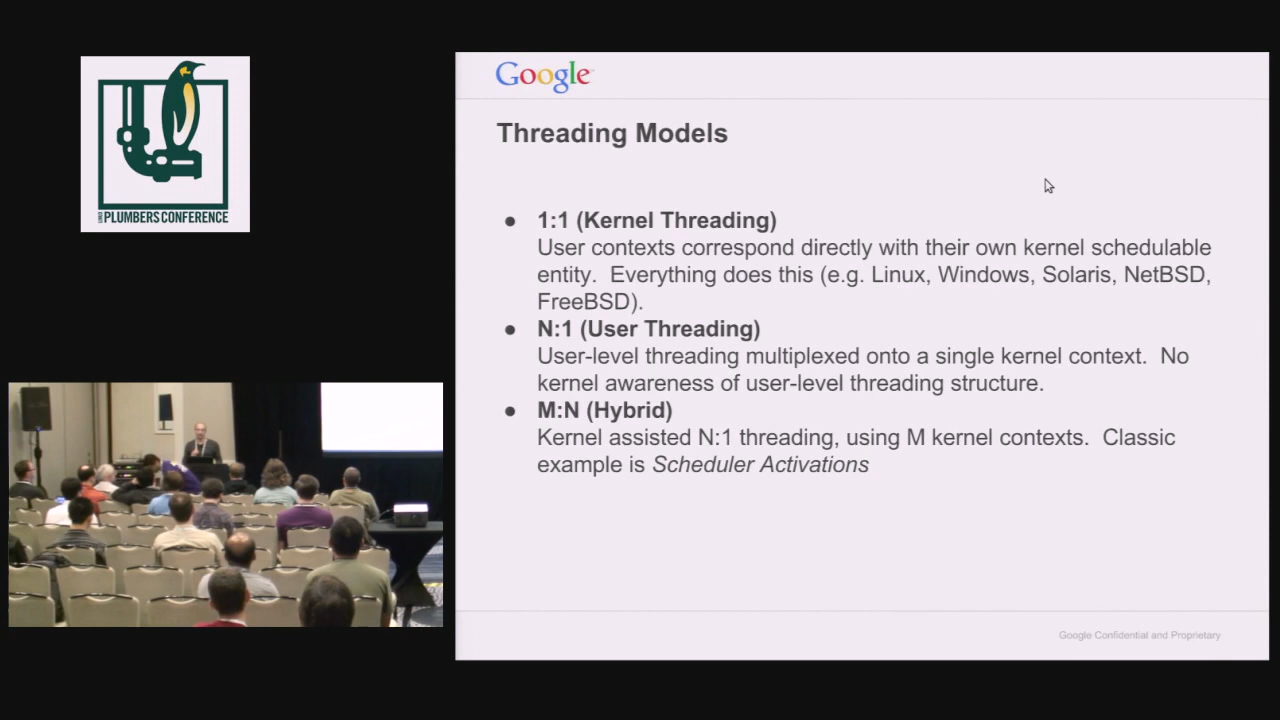 LINUX PLUMBERS CONFERENCE
Google
Threading Models
● 1:1 (Kernel Threading)
User contexts correspond directly with their own kernel schedulable
entity. Everything does this (e.g. Linux, Windows, Solaris, NetBSD,
FreeBSD).
● N:1 (User Threading)
User-level threading multiplexed onto a single kernel context. No
kernel awareness of user-level threading structure.
● M:N (Hybrid)
Kernel assisted N:1 threading, using M kernel contexts. Classic
example is Scheduler Activations
Google Confidential and Proprietary